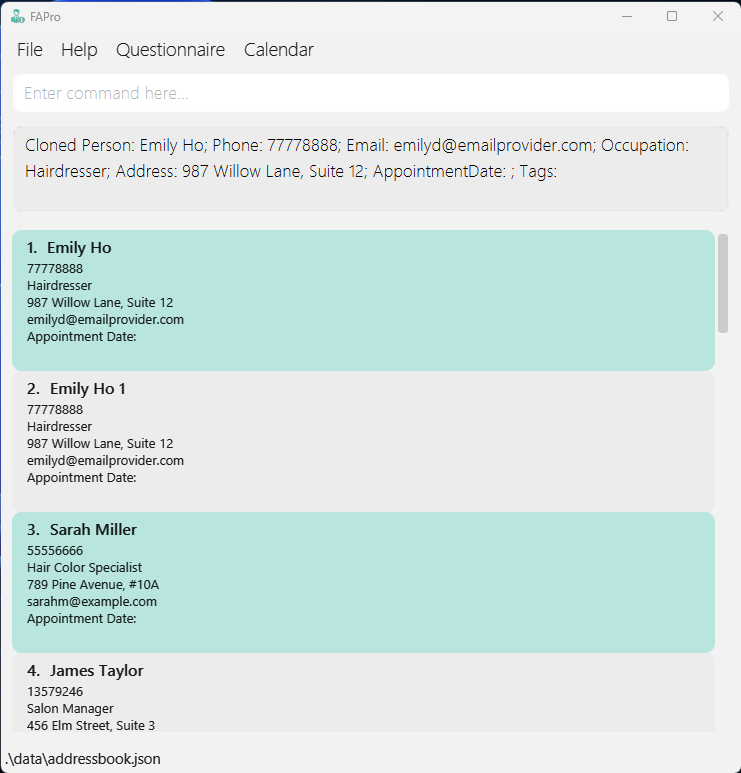 FAPro
File Help Questionnaire Calendar
Enter command here...
Cloned Person: Emily Ho; Phone: 77778888; Email: emilyd@emailprovider.com; Occupation:
Hairdresser; Address: 987 Willow Lane, Suite 12; AppointmentDate: ; Tags:
1. Emily Ho
77778888
Hairdresser
987 Willow Lane, Suite 12
emilyd@emailprovider.com
Appointment Date:
2. Emily Ho 1
77778888
Hairdresser
987 Willow Lane, Suite 12
emilyd@emailprovider.com
Appointment Date:
3. Sarah Miller
55556666
Hair Color Specialist
789 Pine Avenue, #10A
sarahm@example.com
Appointment Date:
4. James Taylor
13579246
Salon Manager
456 Elm Street, Suite 3
.\data\addressbook.json